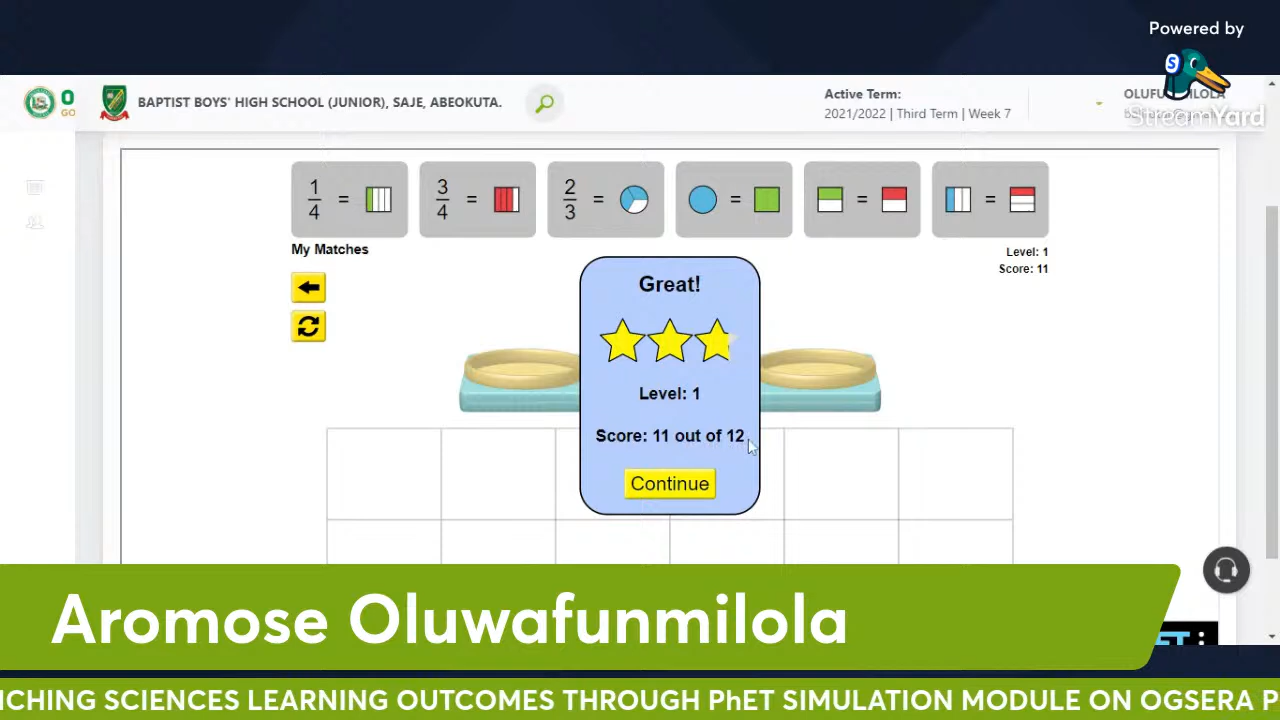 Powered by
StreamYard
0
GO
BAPTIST BOYS' HIGH SCHOOL (JUNIOR), SAJE, ABEOKUTA.
Active Term:
2021/2022 | Third Term | Week 7
1/4 =
3/4 =
2/3 =
=
=
=
My Matches
Level: 1
Score: 11
Great!
Level: 1
Score: 11 out of 12
Continue
Aromose Oluwafunmilola
ICHING SCIENCES LEARNING OUTCOMES THROUGH PhET SIMULATION MODULE ON OGSERA P